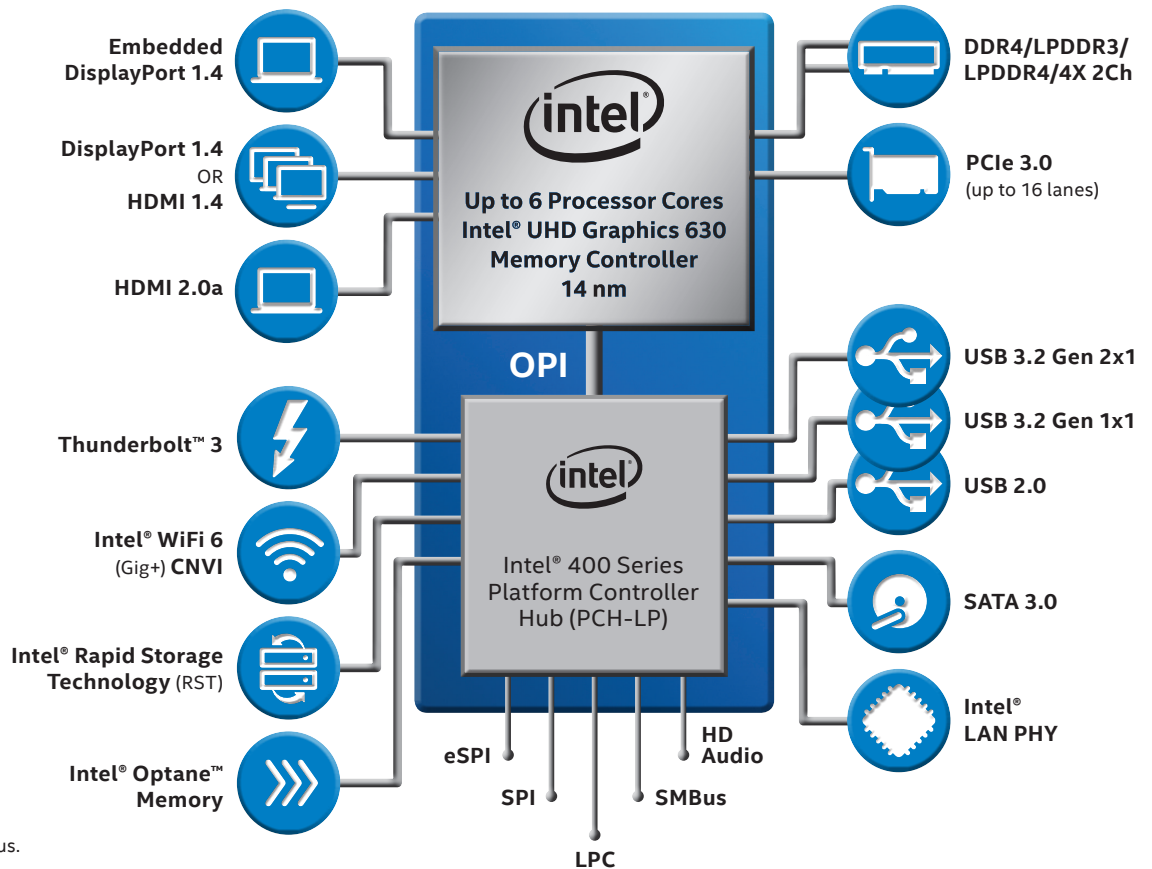 Embedded
DisplayPort 1.4
DisplayPort 1.4
OR
HDMI 1.4
HDMI 2.0a
intel®
Up to 6 Processor Cores
Intel® UHD Graphics 630
Memory Controller
14 nm
DDR4/LPDDR3/
LPDDR4/4X 2Ch
PCIe 3.0
(up to 16 lanes)
OPI
Thunderbolt™ 3
Intel® WiFi 6
(Gig+) CNVI
Intel® Rapid Storage
Technology (RST)
Intel® Optane™
Memory
intel®
Intel® 400 Series
Platform Controller
Hub (PCH-LP)
USB 3.2 Gen 2x1
USB 3.2 Gen 1x1
USB 2.0
SATA 3.0
Intel®
LAN PHY
eSPI
SPI
LPC
SMBus
HD
Audio
us.